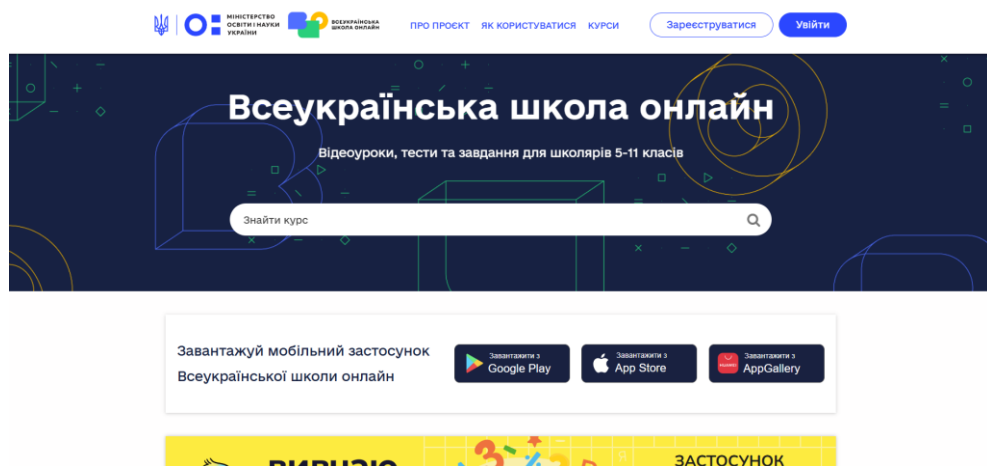 МІНІСТЕРСТВО
ОСВІТИ І НАУКИ
УКРАЇНИ
ВСЕУКРАЇНСЬКА
ШКОЛА ОНЛАЙН
ПРО ПРОЄКТ ЯК КОРИСТУВАТИСЯ КУРСИ Зареєструватися Увійти
Всеукраїнська школа онлайн
Відеоуроки, тести та завдання для школярів 5-11 класів
Знайти курс
Завантажуй мобільний застосунок
Всеукраїнської школи онлайн
Завантажити з
Google Play
Завантажити з
App Store
Завантажити з
AppGallery
ВИВЧАЮ
ЗАСТОСУНОК